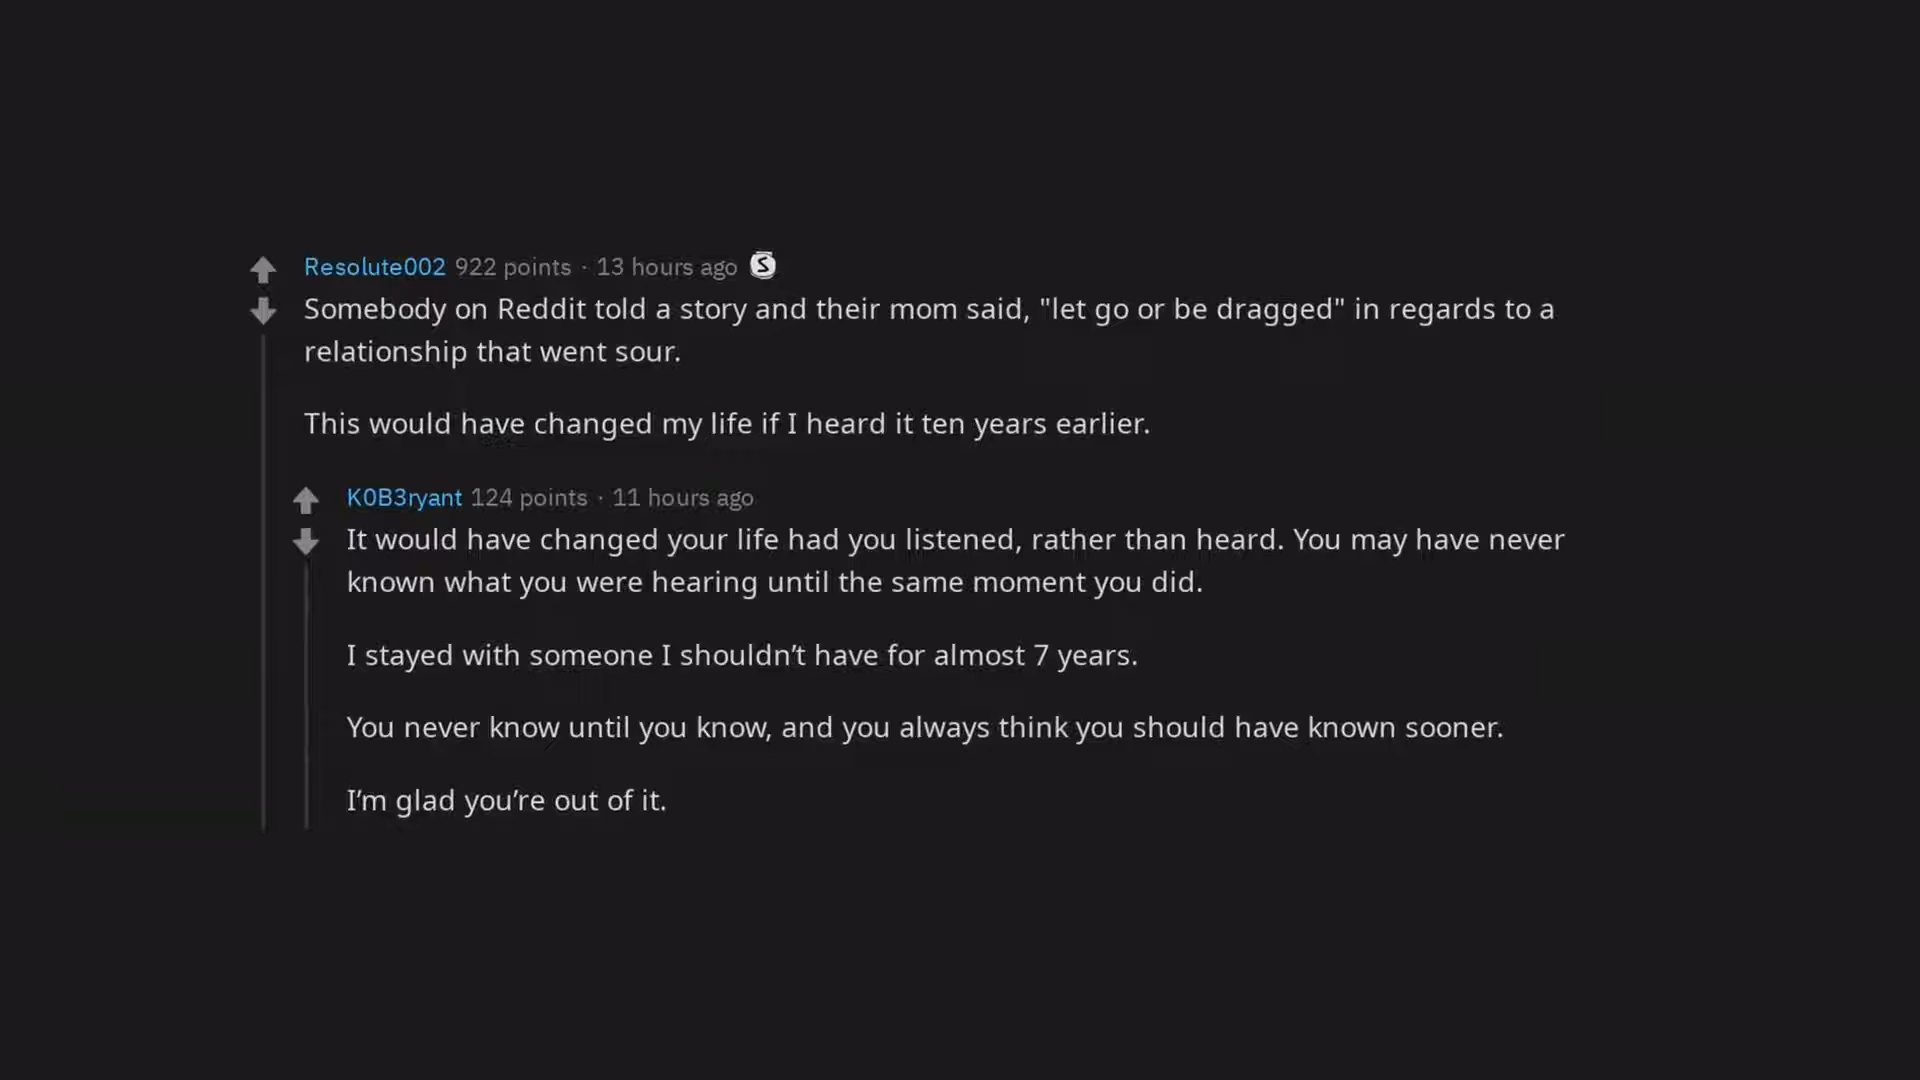 Resolute002 922 points · 13 hours ago S
Somebody on Reddit told a story and their mom said, "let go or be dragged" in regards to a
relationship that went sour.
This would have changed my life if I heard it ten years earlier.
K0B3ryant 124 points · 11 hours ago
It would have changed your life had you listened, rather than heard. You may have never
known what you were hearing until the same moment you did.
I stayed with someone I shouldn’t have for almost 7 years.
You never know until you know, and you always think you should have known sooner.
I’m glad you’re out of it.